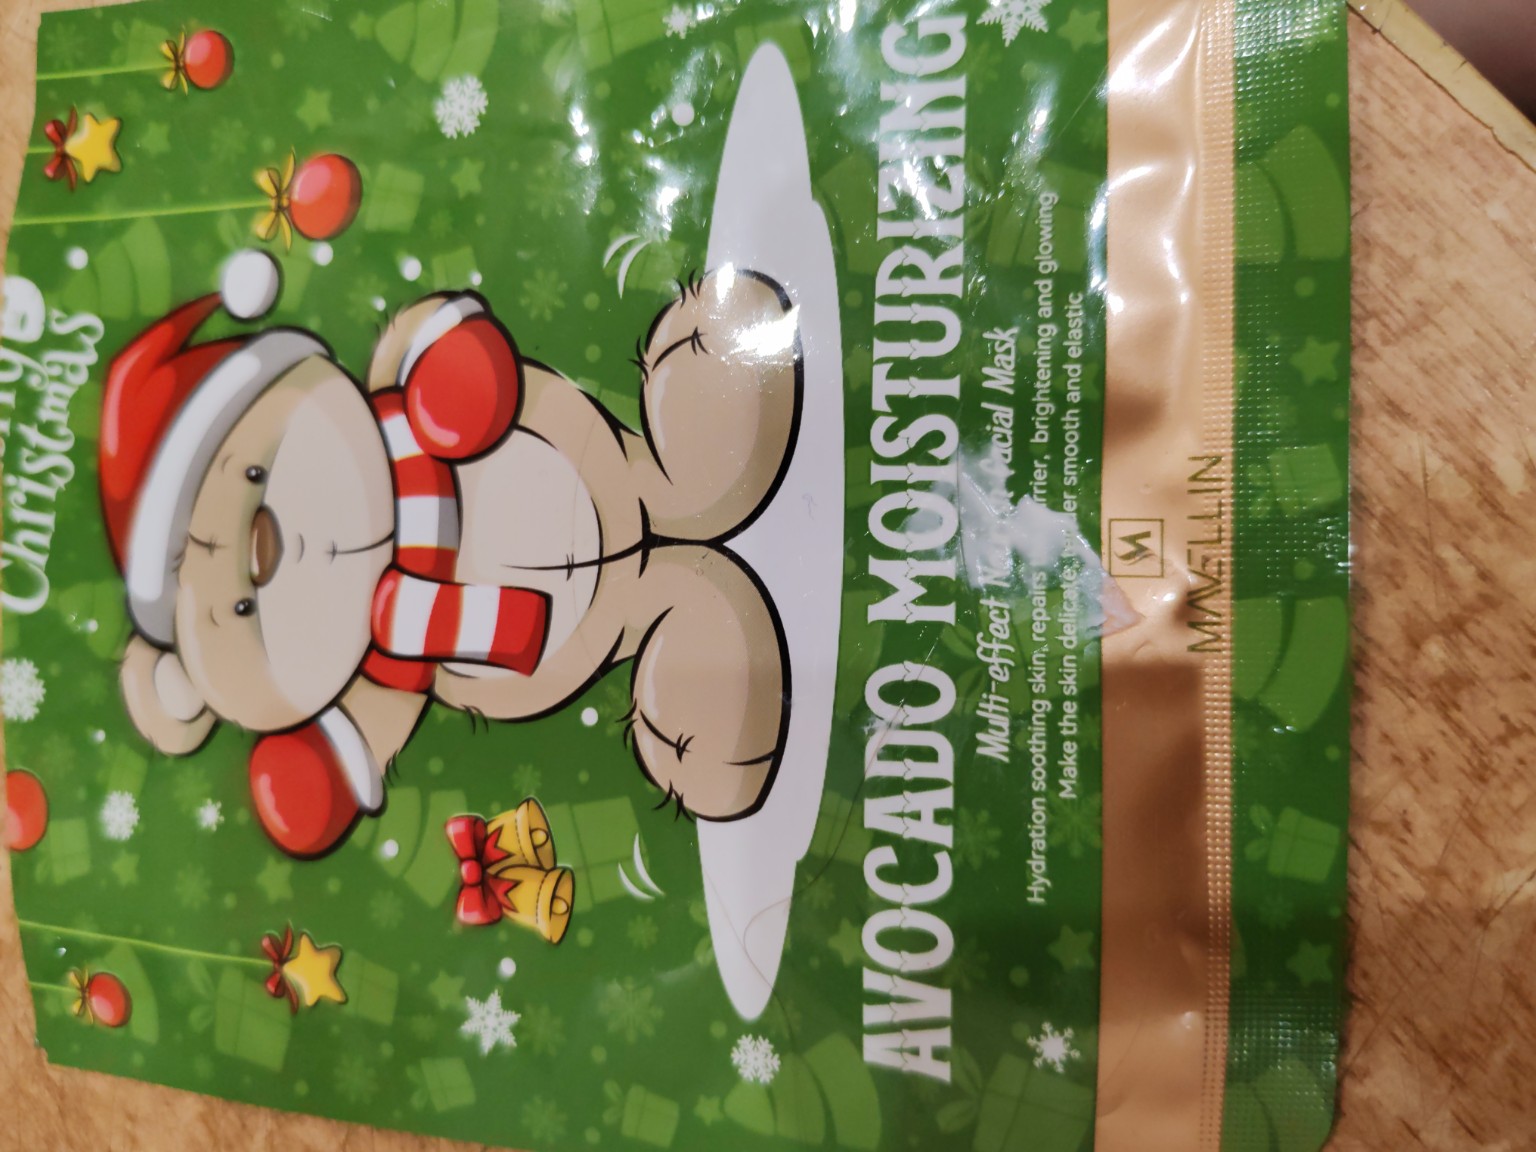 Christmas
AVOCADO MOISTURIZING
Multi-effect Facial Mask
Hydration soothing skin, repairs barrier, brightening and glowing
Make the skin delicate, smooth and elastic
MAVELLIN